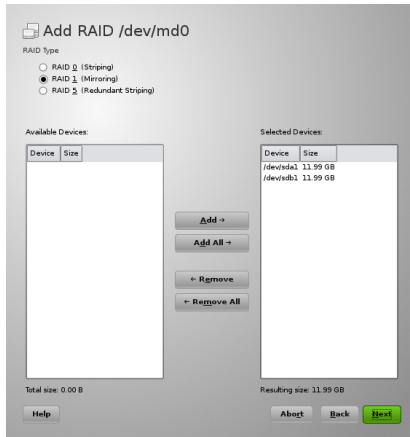 Add RAID /dev/md0
RAID Type
RAID 0 (Striping)
RAID 1 (Mirroring)
RAID 5 (Redundant Striping)
Available Devices:
Device Size
Add →
Add All →
← Remove
← Remove All
Total size: 0.00 B
Selected Devices:
Device Size
/dev/sda1 11.99 GB
/dev/sdb1 11.99 GB
Resulting size: 11.99 GB
Help
Abort
Back
Next